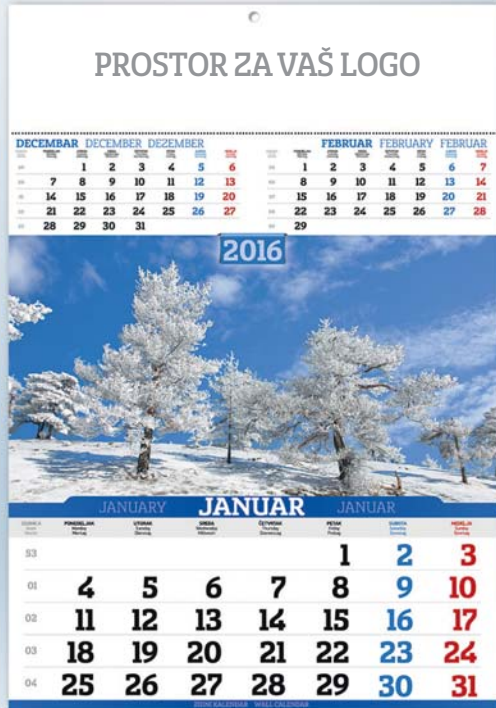 PROSTOR ZA VAŠ LOGO
DECEMBAR DECEMBER DEZEMBER
1 2 3 4 5 6
7 8 9 10 11 12 13
14 15 16 17 18 19 20
21 22 23 24 25 26 27
28 29 30 31
FEBRUAR FEBRUARY FEBRUAR
1 2 3 4 5 6 7
8 9 10 11 12 13 14
15 16 17 18 19 20 21
22 23 24 25 26 27 28
29
2016
JANUARY JANUAR JANUAR
PONEDELJAK UTORAK SREDA ČETVRTAK PETAK SUBOTA NEDELJA
53 1 2 3
01 4 5 6 7 8 9 10
02 11 12 13 14 15 16 17
03 18 19 20 21 22 23 24
04 25 26 27 28 29 30 31
ZIDNI KALENDAR WALL CALENDAR